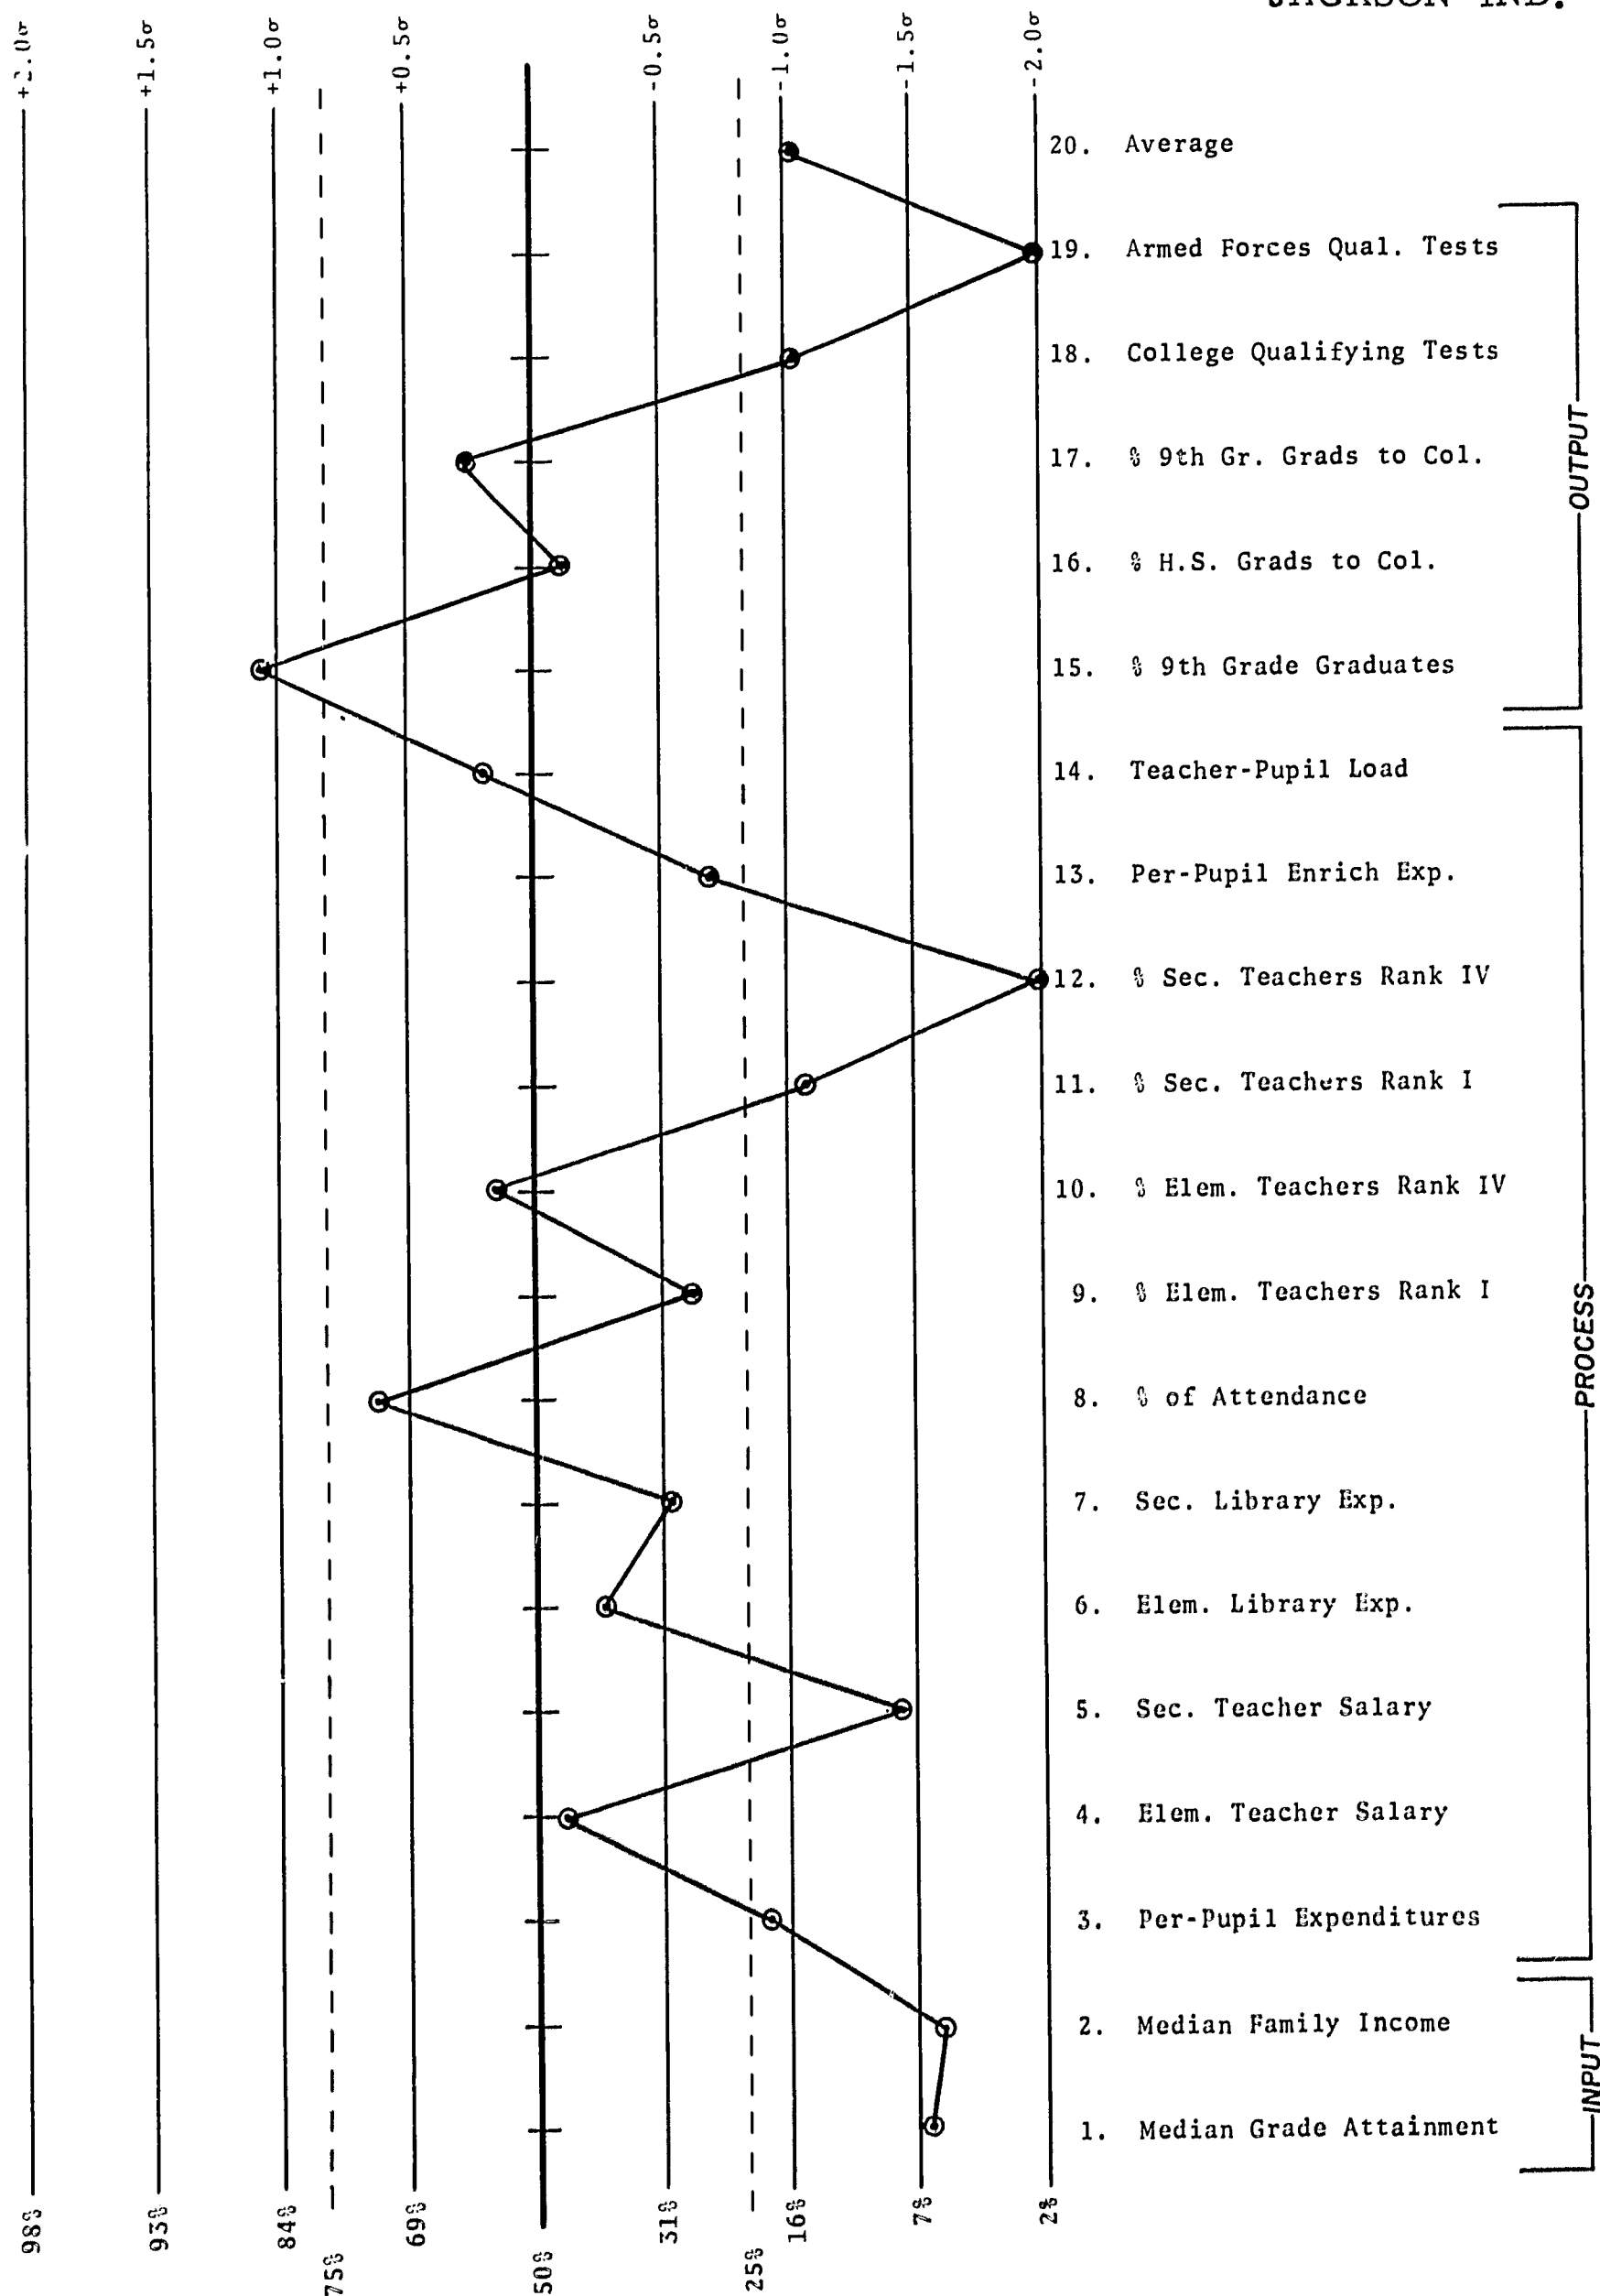 JACKSON IND.
+2.0σ
+1.5σ
+1.0σ
+0.5σ
-0.5σ
-1.0σ
-1.5σ
-2.0σ
20. Average
19. Armed Forces Qual. Tests
18. College Qualifying Tests
17. % 9th Gr. Grads to Col.
16. % H.S. Grads to Col.
15. % 9th Grade Graduates
OUTPUT
14. Teacher-Pupil Load
13. Per-Pupil Enrich Exp.
12. % Sec. Teachers Rank IV
11. % Sec. Teachers Rank I
10. % Elem. Teachers Rank IV
9. % Elem. Teachers Rank I
8. % of Attendance
7. Sec. Library Exp.
6. Elem. Library Exp.
5. Sec. Teacher Salary
4. Elem. Teacher Salary
3. Per-Pupil Expenditures
PROCESS
2. Median Family Income
1. Median Grade Attainment
INPUT
98%
93%
84%
75%
69%
50%
31%
25%
16%
7%
2%